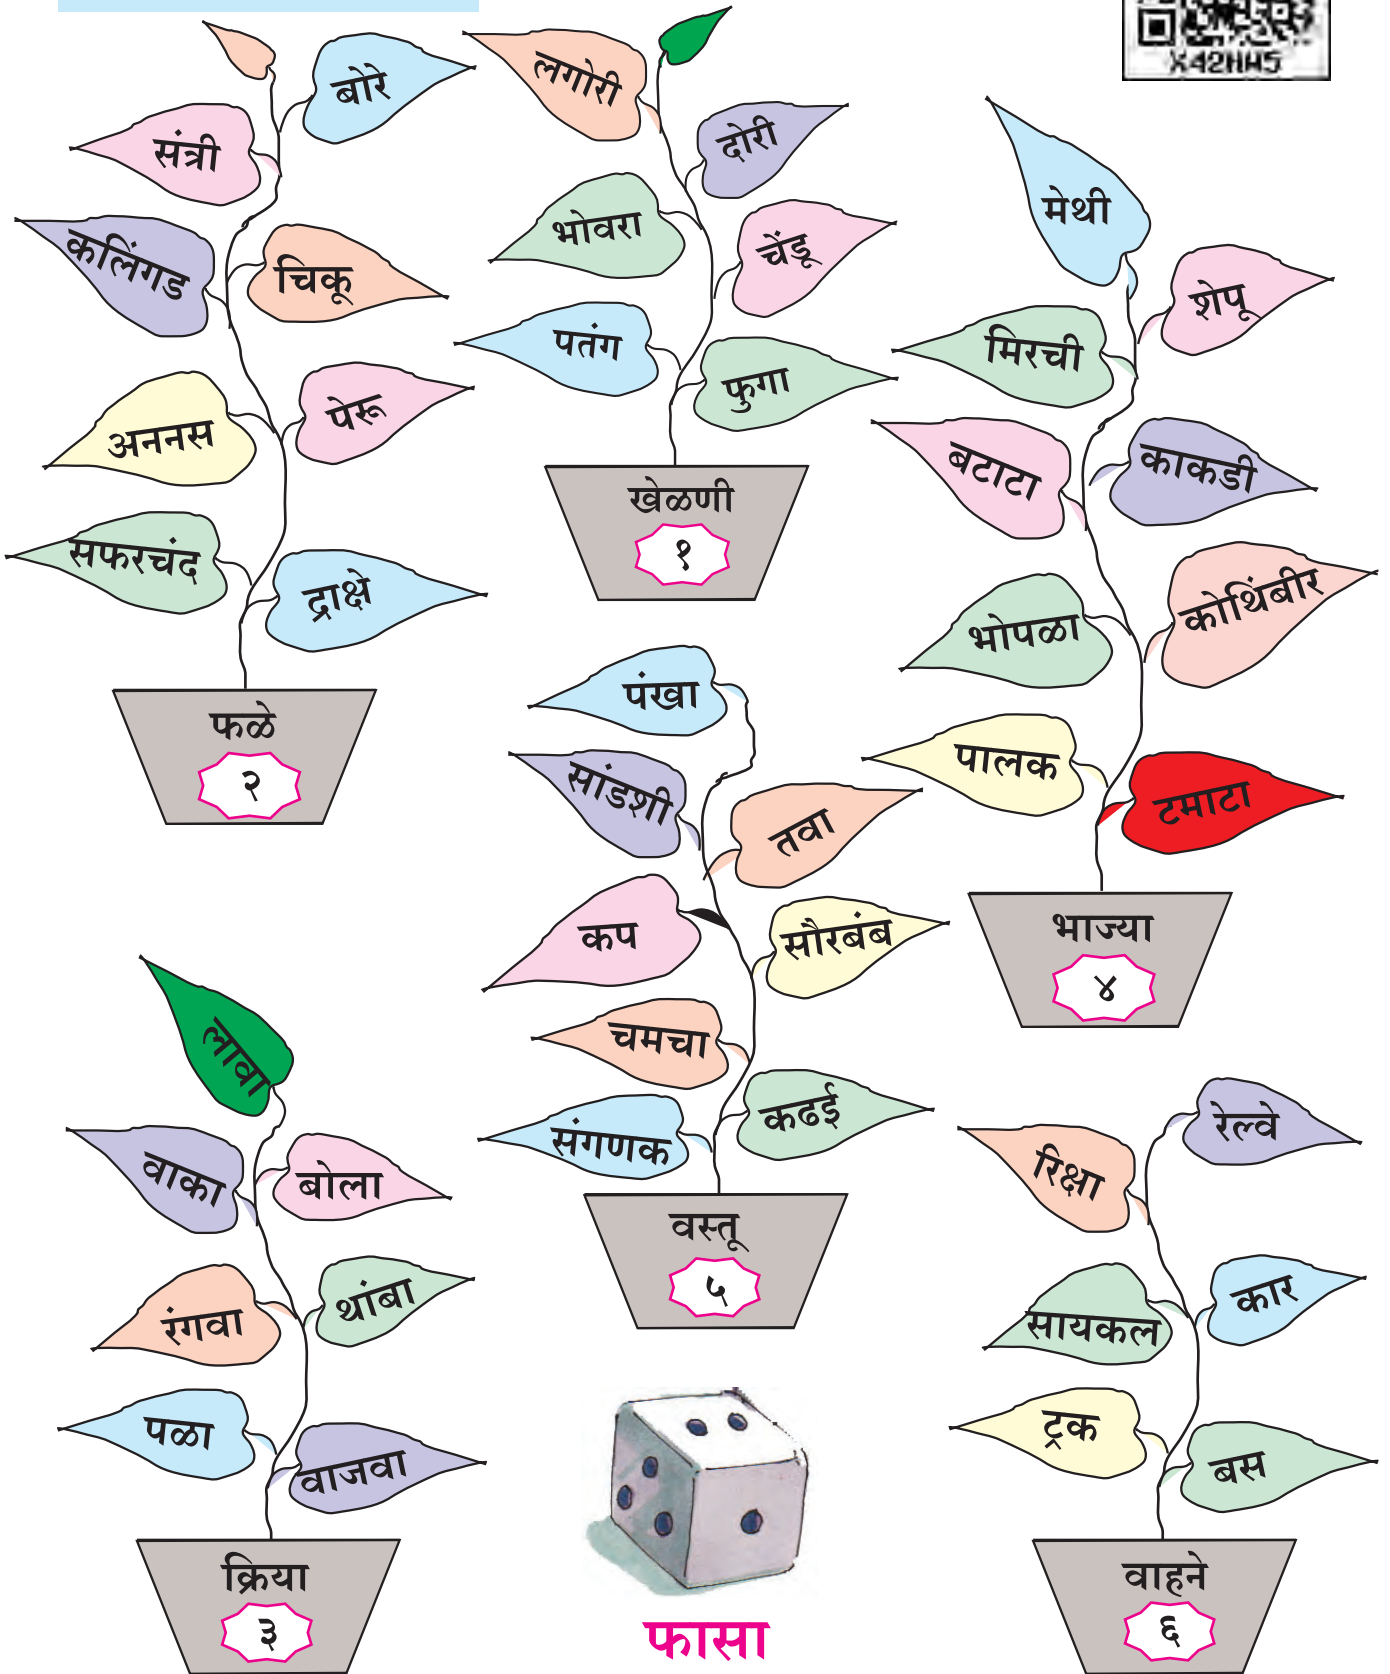 X42HW5
बोरे
संत्री
कलिंगड
चिकू
अननस
पेरू
सफरचंद
द्राक्षे
फळे
२
लगोरी
दोरी
भोवरा
चेंडू
पतंग
फुगा
खेळणी
१
मेथी
शेपू
मिरची
बटाटा
काकडी
कोथिंबीर
भोपळा
पालक
टमाटा
भाज्या
४
पंखा
सांडशी
तवा
कप
सौरबंब
चमचा
कढई
संगणक
वस्तू
५
लावा
वाका
बोला
रंगवा
थांबा
पळा
वाजवा
क्रिया
३
रेल्वे
रिक्षा
कार
सायकल
ट्रक
बस
वाहने
६
फासा